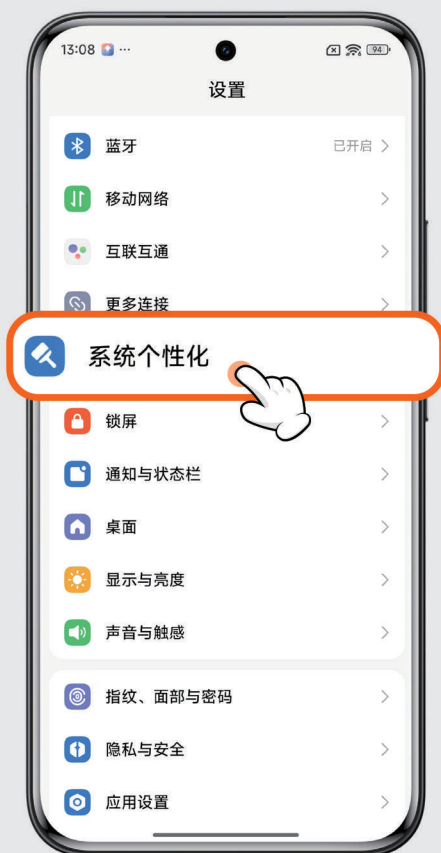 13:08 ...
94
设置
蓝牙 已开启
移动网络
互联互通
更多连接
系统个性化
锁屏
通知与状态栏
桌面
显示与亮度
声音与触感
指纹、面部与密码
隐私与安全
应用设置